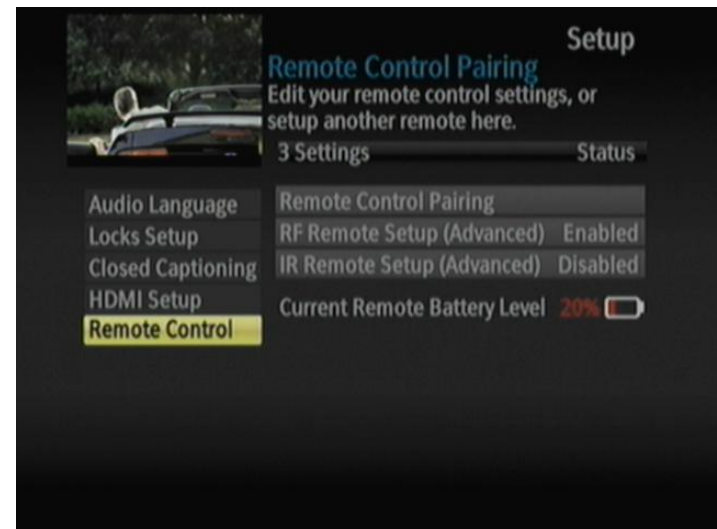 Setup
Remote Control Pairing
Edit your remote control settings, or
setup another remote here.
3 Settings Status
Audio Language
Locks Setup
Closed Captioning
HDMI Setup
Remote Control
Remote Control Pairing
RF Remote Setup (Advanced) Enabled
IR Remote Setup (Advanced) Disabled
Current Remote Battery Level 20%